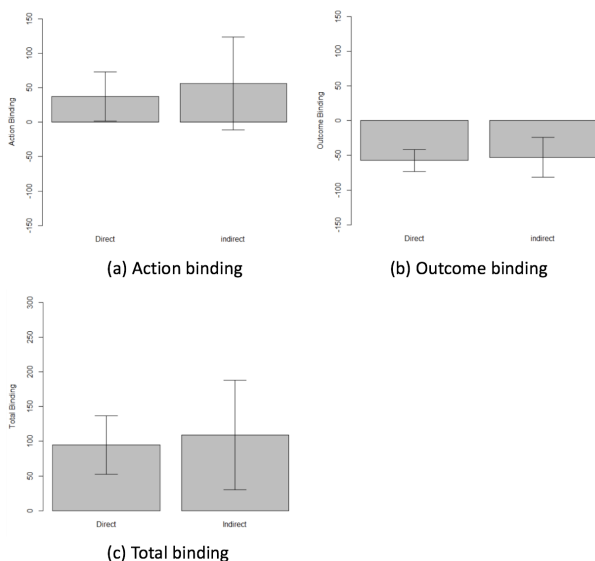 150
100
50
0
-50
-100
-150
Action Binding
Direct indirect
(a) Action binding
150
100
50
0
-50
-100
-150
Outcome Binding
Direct indirect
(b) Outcome binding
300
250
200
150
100
50
0
Total Binding
Direct Indirect
(c) Total binding